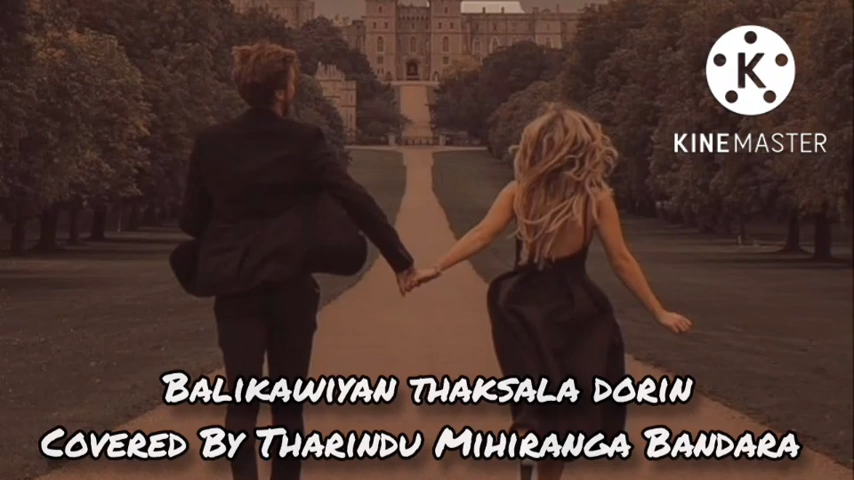 K
KINEMASTER
Balikawiyan thaksala dorin
Covered By Tharindu Mihiranga Bandara